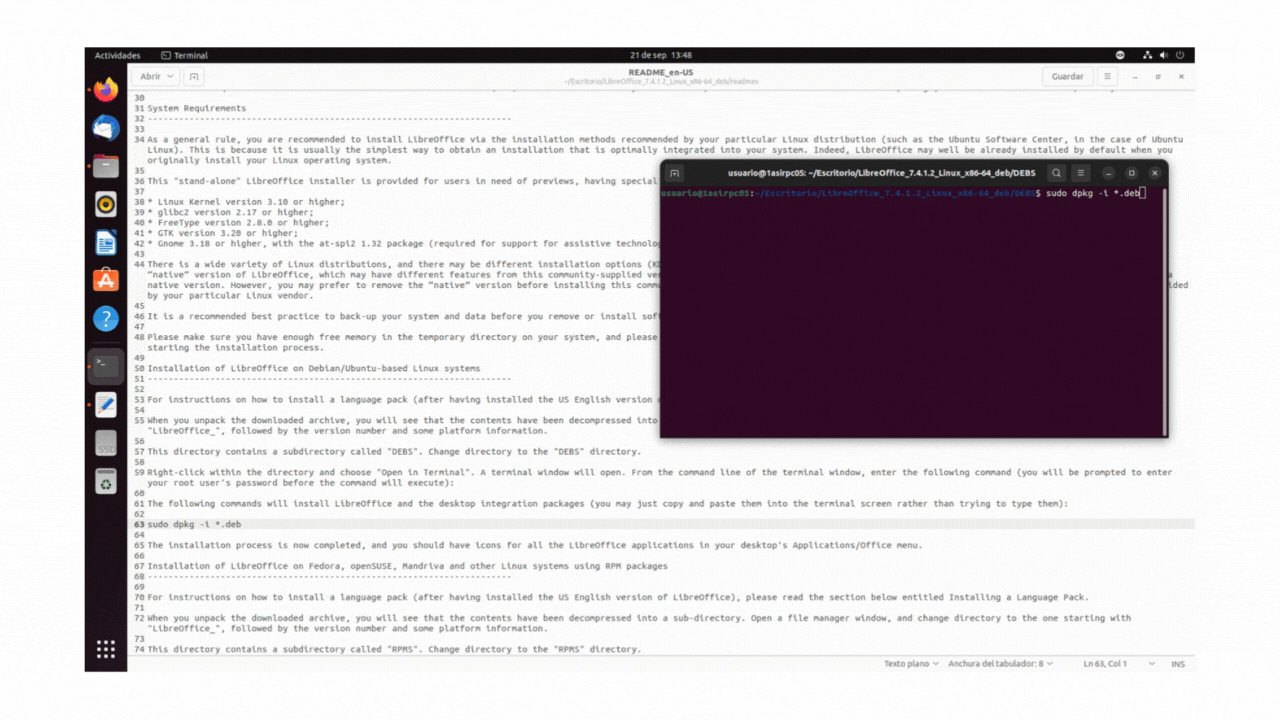 Actividades Terminal 21 de sep 13:48
Abrir README_en-US Guardar
~/Escritorio/LibreOffice_7.4.1.2_Linux_x86-64_deb/readmes
30
31 System Requirements
32 ----------------------------------------------------------------------
33
34 As a general rule, you are recommended to install LibreOffice via the installation methods recommended by your particular Linux distribution (such as the Ubuntu Software Center, in the case of Ubuntu
Linux). This is because it is usually the simplest way to obtain an installation that is optimally integrated into your system. Indeed, LibreOffice may well be already installed by default when you
originally install your Linux operating system.
35
36 This "stand-alone" LibreOffice installer is provided for users in need of previews, having special
37
38 * Linux Kernel version 3.10 or higher;
39 * glibc2 version 2.17 or higher;
40 * FreeType version 2.8.0 or higher;
41 * GTK version 3.20 or higher;
42 * Gnome 3.18 or higher, with the at-spi2 1.32 package (required for support for assistive technolog
43
44 There is a wide variety of Linux distributions, and there may be different installation options (KD
"native" version of LibreOffice, which may have different features from this community-supplied ve a
native version. However, you may prefer to remove the "native" version before installing this comm ided
by your particular Linux vendor.
45
46 It is a recommended best practice to back-up your system and data before you remove or install sof
47
48 Please make sure you have enough free memory in the temporary directory on your system, and please
starting the installation process.
49
50 Installation of LibreOffice on Debian/Ubuntu-based Linux systems
51 ----------------------------------------------------------------------
52
53 For instructions on how to install a language pack (after having installed the US English version
54
55 When you unpack the downloaded archive, you will see that the contents have been decompressed into
"LibreOffice_", followed by the version number and some platform information.
56
57 This directory contains a subdirectory called "DEBS". Change directory to the "DEBS" directory.
58
59 Right-click within the directory and choose "Open in Terminal". A terminal window will open. From the command line of the terminal window, enter the following command (you will be prompted to enter
your root user's password before the command will execute):
60
61 The following commands will install LibreOffice and the desktop integration packages (you may just copy and paste them into the terminal screen rather than trying to type them):
62
63 sudo dpkg -i *.deb
64
65 The installation process is now completed, and you should have icons for all the LibreOffice applications in your desktop's Applications/Office menu.
66
67 Installation of LibreOffice on Fedora, openSUSE, Mandriva and other Linux systems using RPM packages
68 ----------------------------------------------------------------------
69
70 For instructions on how to install a language pack (after having installed the US English version of LibreOffice), please read the section below entitled Installing a Language Pack.
71
72 When you unpack the downloaded archive, you will see that the contents have been decompressed into a sub-directory. Open a file manager window, and change directory to the one starting with
"LibreOffice_", followed by the version number and some platform information.
73
74 This directory contains a subdirectory called "RPMS". Change directory to the "RPMS" directory.
Texto plano Anchura del tabulador: 8 Ln 63, Col 1 INS
usuario@1asirpc05: ~/Escritorio/LibreOffice_7.4.1.2_Linux_x86-64_deb/DEBS
usuario@1asirpc05:~/Escritorio/LibreOffice_7.4.1.2_Linux_x86-64_deb/DEBS$ sudo dpkg -i *.deb
SSD